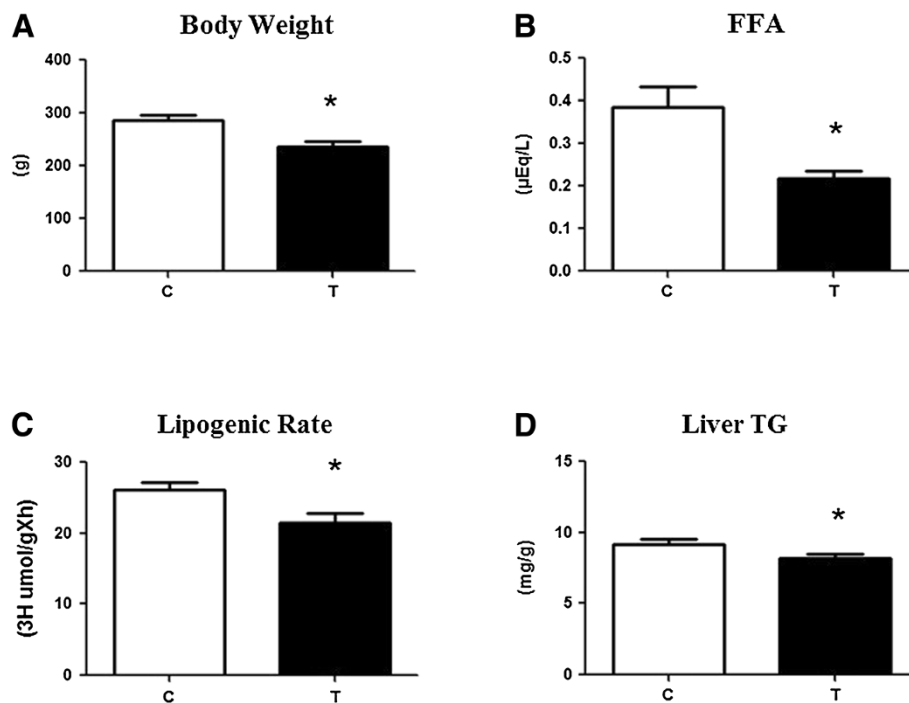 A
Body Weight
400
300
200
100
0
(g)
*
C
T
B
FFA
0.5
0.4
0.3
0.2
0.1
0.0
(µEq/L)
*
C
T
C
Lipogenic Rate
30
20
10
0
(3H umol/gXh)
*
C
T
D
Liver TG
15
10
5
0
(mg/g)
*
C
T